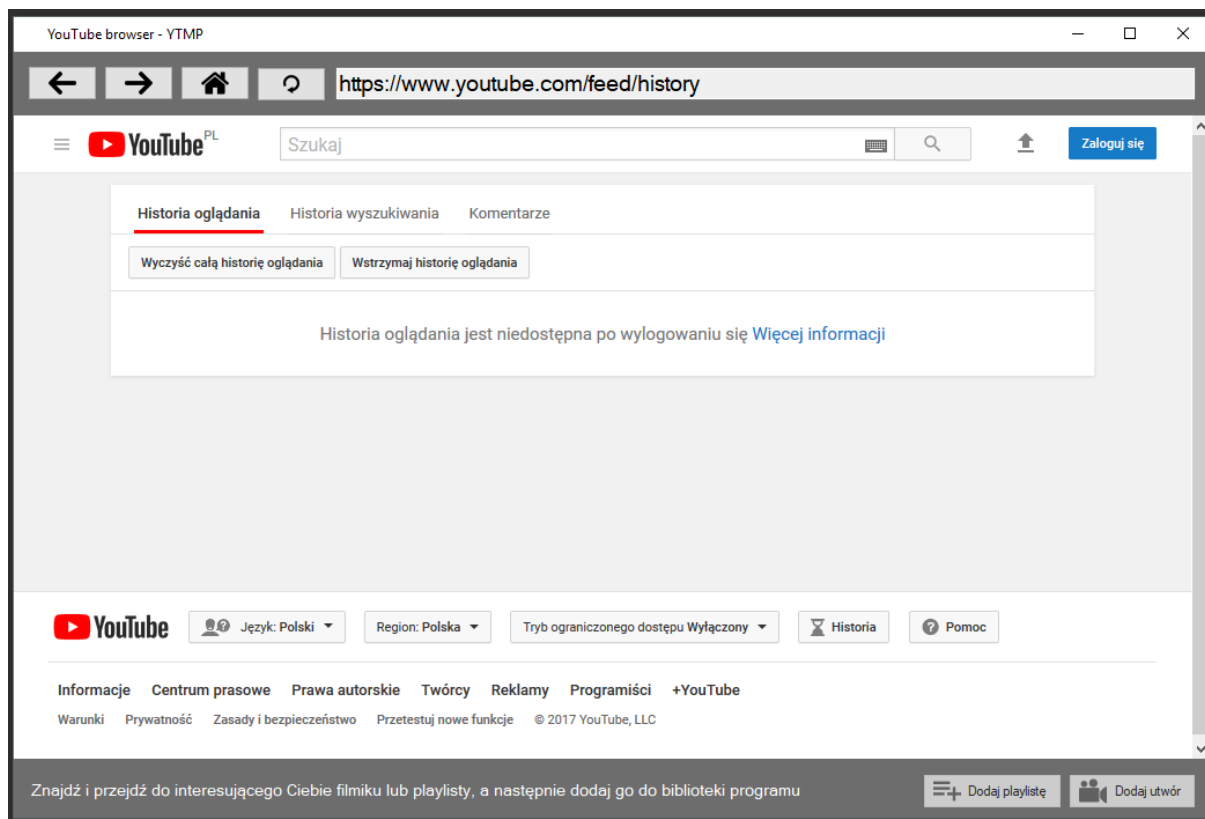 YouTube browser - YTMP
https://www.youtube.com/feed/history
YouTube PL Szukaj Zaloguj się
Historia oglądania Historia wyszukiwania Komentarze
Wyczyść całą historię oglądania Wstrzymaj historię oglądania
Historia oglądania jest niedostępna po wylogowaniu się Więcej informacji
YouTube Język: Polski Region: Polska Tryb ograniczonego dostępu Wyłączony Historia Pomoc
Informacje Centrum prasowe Prawa autorskie Twórcy Reklamy Programiści +YouTube
Warunki Prywatność Zasady i bezpieczeństwo Przetestuj nowe funkcje © 2017 YouTube, LLC
Znajdź i przejdź do interesującego Ciebie filmiku lub playlisty, a następnie dodaj go do biblioteki programu Dodaj playlistę Dodaj utwór